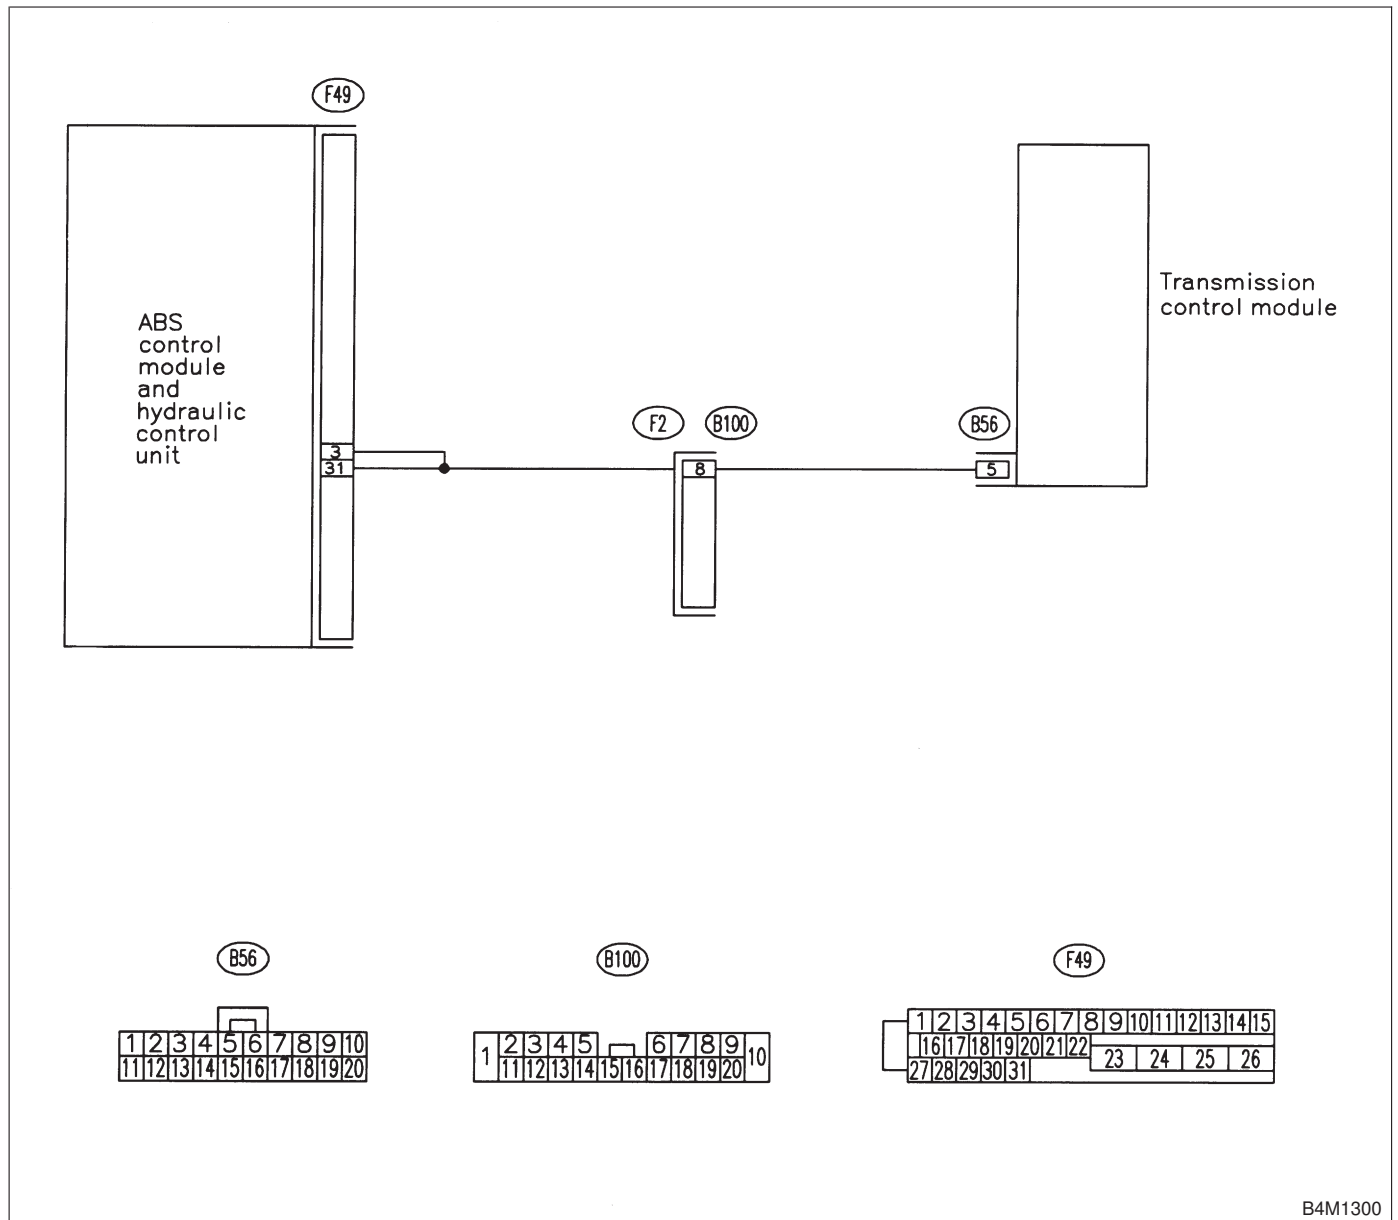 F49
ABS
control
module
and
hydraulic
control
unit
Transmission
control module
F2
B100
B56
3
31
8
5
B56
1 2 3 4 5 6 7 8 9 10
11 12 13 14 15 16 17 18 19 20
B100
1 2 3 4 5 6 7 8 9 10
11 12 13 14 15 16 17 18 19 20
F49
1 2 3 4 5 6 7 8 9 10 11 12 13 14 15
16 17 18 19 20 21 22 23 24 25 26
27 28 29 30 31
B4M1300